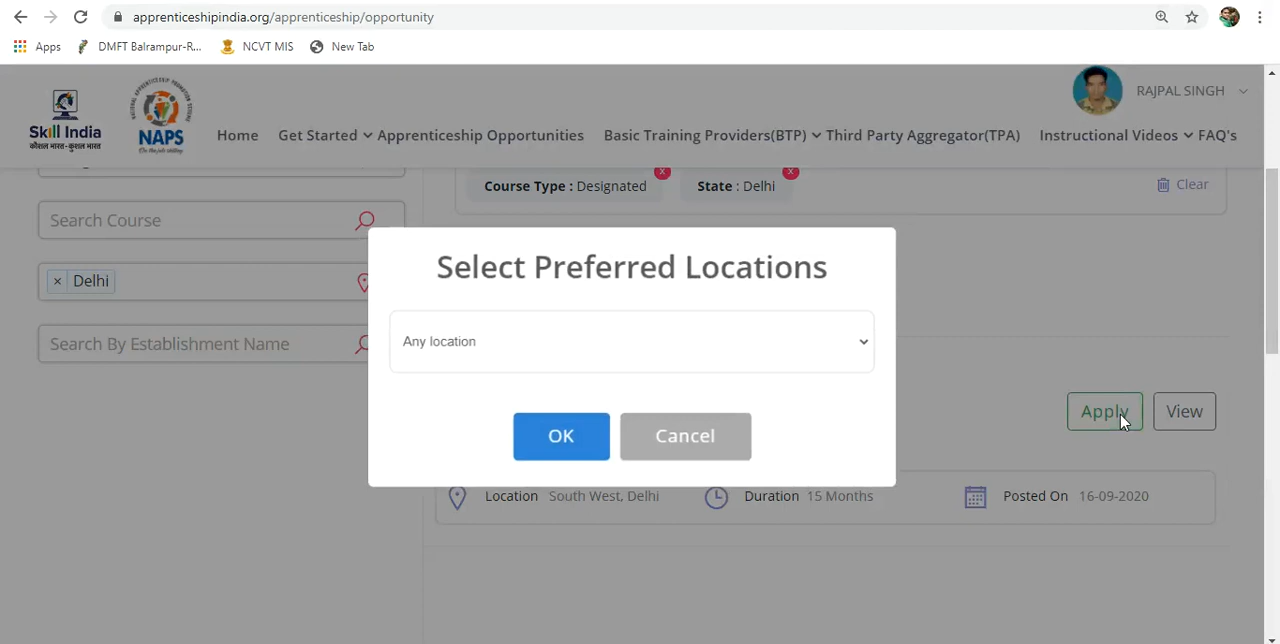 apprenticeshipindia.org/apprenticeship/opportunity
Apps DMFT Balrampur-R... NCVT MIS New Tab
RAJPAL SINGH
Skill India
कौशल भारत-कुशल भारत
NAPS
Home Get Started Apprenticeship Opportunities Basic Training Providers(BTP) Third Party Aggregator(TPA) Instructional Videos FAQ's
Course Type : Designated x State : Delhi x Clear
Search Course
× Delhi
Search By Establishment Name
Select Preferred Locations
Any location
OK Cancel
Apply View
Location South West, Delhi Duration 15 Months Posted On 16-09-2020